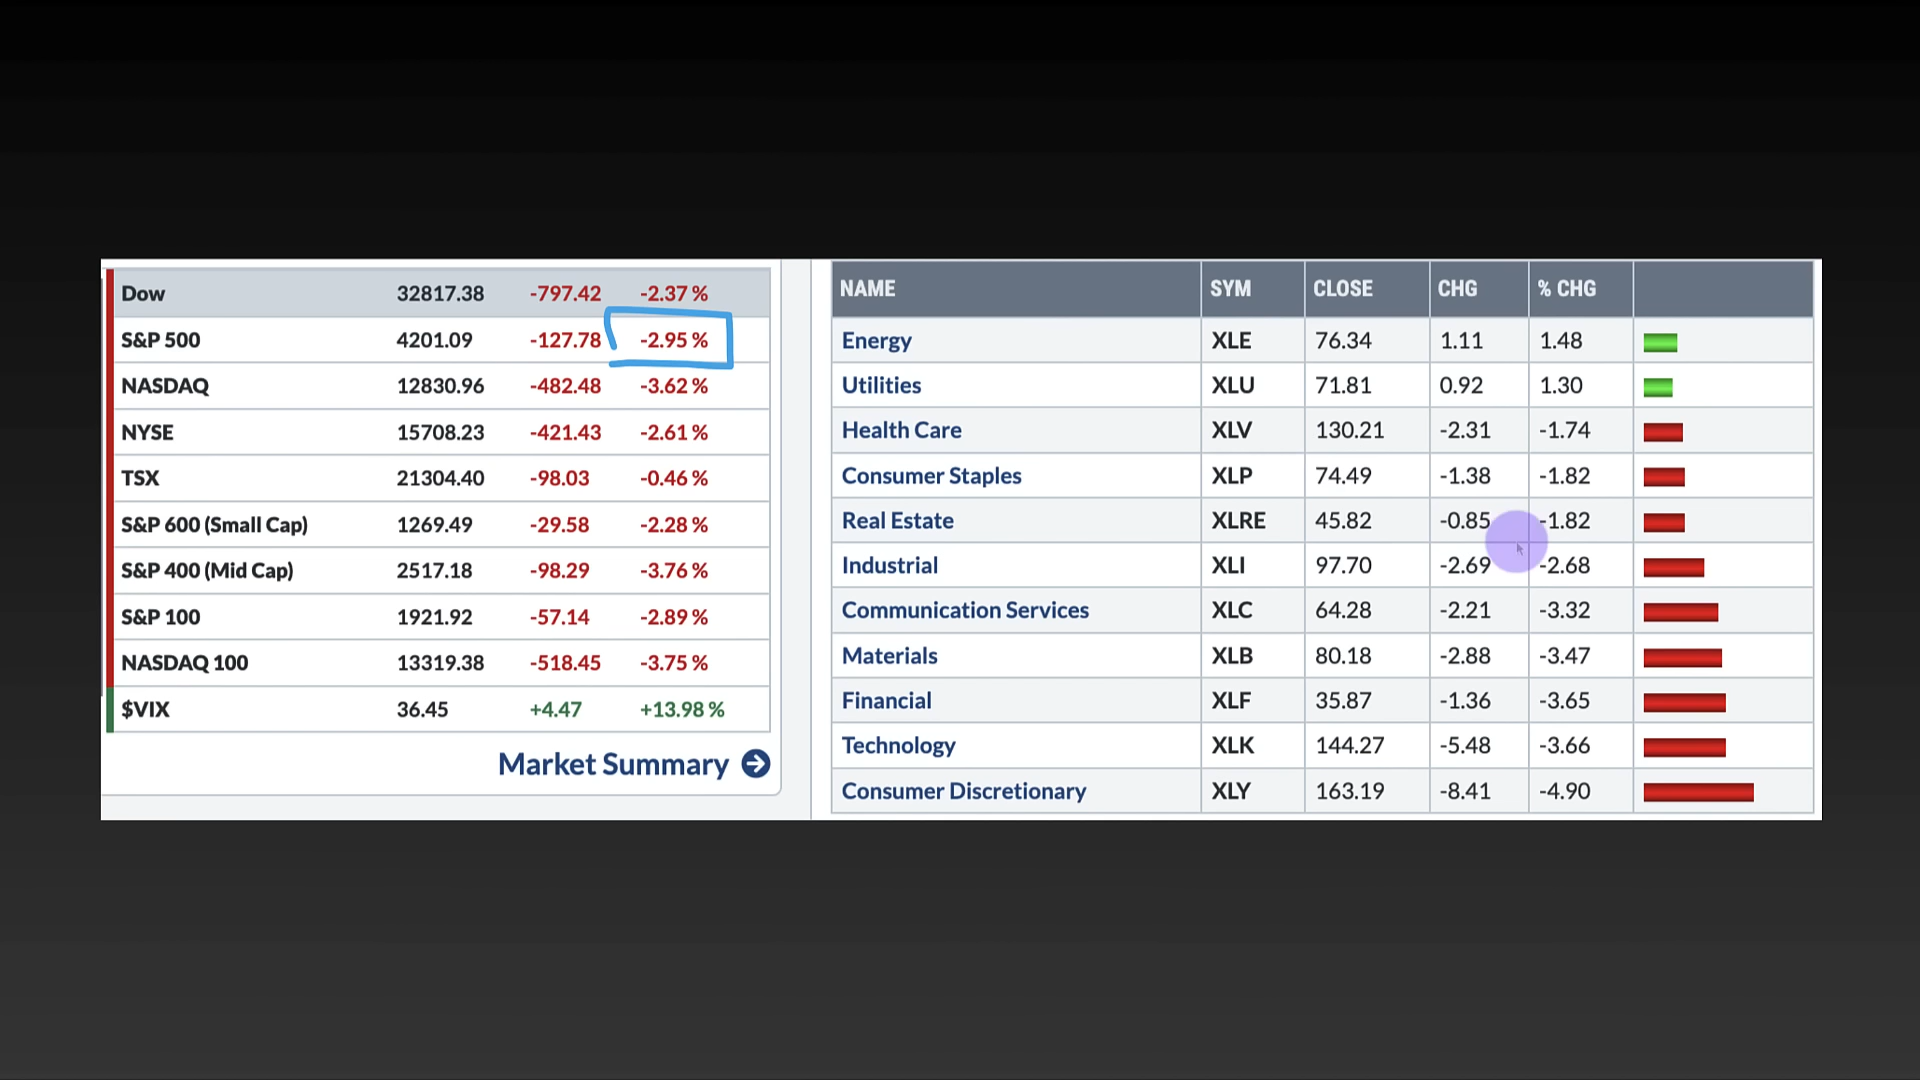 Dow 32817.38 -797.42 -2.37 %
S&P 500 4201.09 -127.78 -2.95 %
NASDAQ 12830.96 -482.48 -3.62 %
NYSE 15708.23 -421.43 -2.61 %
TSX 21304.40 -98.03 -0.46 %
S&P 600 (Small Cap) 1269.49 -29.58 -2.28 %
S&P 400 (Mid Cap) 2517.18 -98.29 -3.76 %
S&P 100 1921.92 -57.14 -2.89 %
NASDAQ 100 13319.38 -518.45 -3.75 %
$VIX 36.45 +4.47 +13.98 %
Market Summary
NAME SYM CLOSE CHG % CHG
Energy XLE 76.34 1.11 1.48
Utilities XLU 71.81 0.92 1.30
Health Care XLV 130.21 -2.31 -1.74
Consumer Staples XLP 74.49 -1.38 -1.82
Real Estate XLRE 45.82 -0.85 -1.82
Industrial XLI 97.70 -2.69 -2.68
Communication Services XLC 64.28 -2.21 -3.32
Materials XLB 80.18 -2.88 -3.47
Financial XLF 35.87 -1.36 -3.65
Technology XLK 144.27 -5.48 -3.66
Consumer Discretionary XLY 163.19 -8.41 -4.90